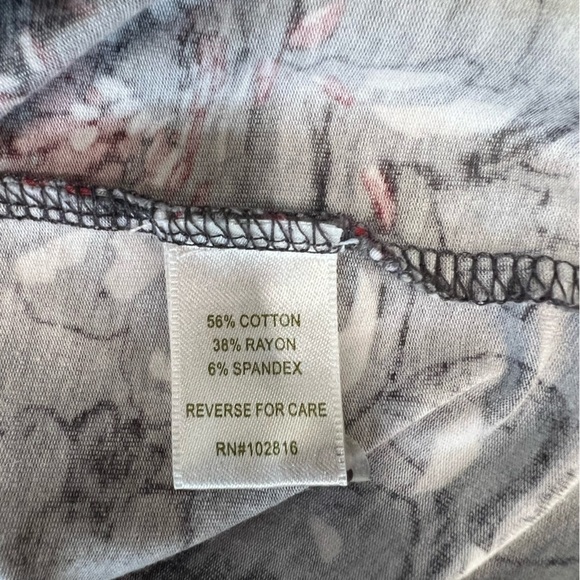 56% COTTON
38% RAYON
6% SPANDEX
REVERSE FOR CARE
RN#102816